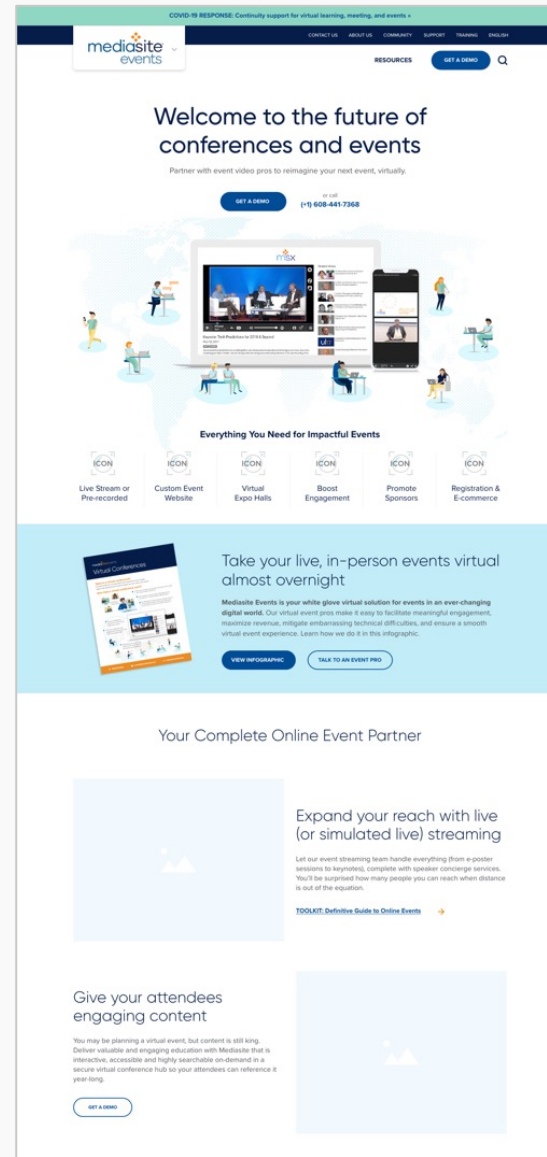 COVID-19 RESPONSE: Continuity support for virtual learning, meeting, and events »
CONTACT US ABOUT US COMMUNITY SUPPORT TRAINING ENGLISH
mediasite
events
RESOURCES GET A DEMO
Welcome to the future of
conferences and events
Partner with event video pros to reimagine your next event, virtually.
GET A DEMO
or call
(+1) 608-441-7368
msx
Everything You Need for Impactful Events
ICON ICON ICON ICON ICON ICON
Live Stream or
Pre-recorded
Custom Event
Website
Virtual
Expo Halls
Boost
Engagement
Promote
Sponsors
Registration &
E-commerce
Virtual Conferences
Take your live, in-person events virtual
almost overnight
Mediasite Events is your white glove virtual solution for events in an ever-changing
digital world. Our virtual event pros make it easy to facilitate meaningful engagement,
maximize revenue, mitigate embarrassing technical difficulties, and ensure a smooth
virtual event experience. Learn how we do it in this infographic.
VIEW INFOGRAPHIC TALK TO AN EVENT PRO
Your Complete Online Event Partner
Expand your reach with live
(or simulated live) streaming
Let our event streaming team handle everything (from e-poster
sessions to keynotes), complete with speaker concierge services.
You'll be surprised how many people you can reach when distance
is out of the equation.
TOOLKIT: Definitive Guide to Online Events
Give your attendees
engaging content
You may be planning a virtual event, but content is still king.
Deliver valuable and engaging education with Mediasite that is
interactive, accessible and highly searchable on-demand in a
secure virtual conference hub so your attendees can reference it
year-long.
GET A DEMO